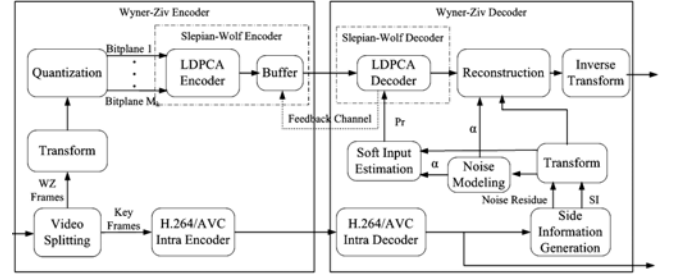 Wyner-Ziv Encoder
Wyner-Ziv Decoder
Slepian-Wolf Encoder
Slepian-Wolf Decoder
Bitplane 1
Quantization
LDPCA
Encoder
Buffer
LDPCA
Decoder
Reconstruction
Inverse
Transform
Bitplane M
Feedback Channel
Pr
α
Transform
Soft Input
Estimation
α
Noise
Modeling
Transform
WZ
Frames
Noise Residue
SI
Video
Splitting
Key
Frames
H.264/AVC
Intra Encoder
H.264/AVC
Intra Decoder
Side
Information
Generation